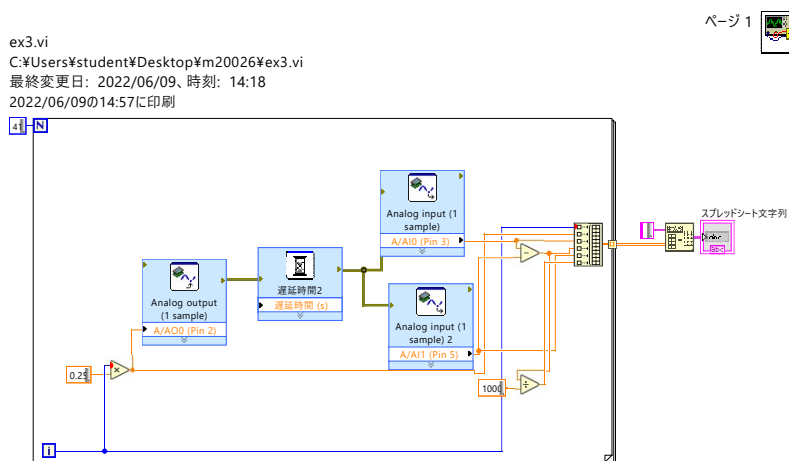 ページ 1
ex3.vi
C:¥Users¥student¥Desktop¥m20026¥ex3.vi
最終変更日: 2022/06/09、時刻: 14:18
2022/06/09の14:57に印刷
41
N
Analog input (1
sample)
A/AI0 (Pin 3)
スプレッドシート文字列
abc
Analog output
(1 sample)
A/AO0 (Pin 2)
遅延時間2
遅延時間 (s)
Analog input (1
sample) 2
A/AI1 (Pin 5)
0.25
×
-
1000
÷
i